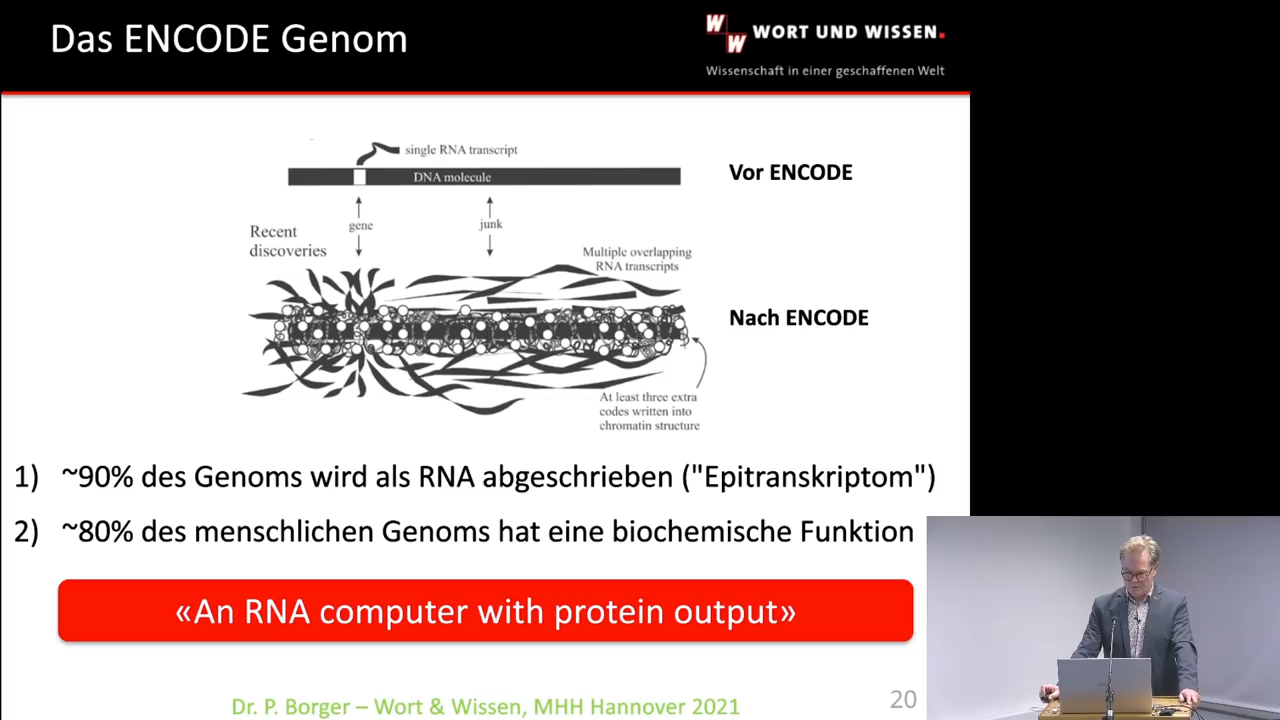 Das ENCODE Genom
W
W
WORT UND WISSEN.
Wissenschaft in einer geschaffenen Welt
single RNA transcript
DNA molecule
Vor ENCODE
Recent
discoveries
gene
junk
Multiple overlapping
RNA transcripts
Nach ENCODE
At least three extra
codes written into
chromatin structure
1) ~90% des Genoms wird als RNA abgeschrieben ("Epitranskriptom")
2) ~80% des menschlichen Genoms hat eine biochemische Funktion
«An RNA computer with protein output»
Dr. P. Borger – Wort & Wissen, MHH Hannover 2021
20